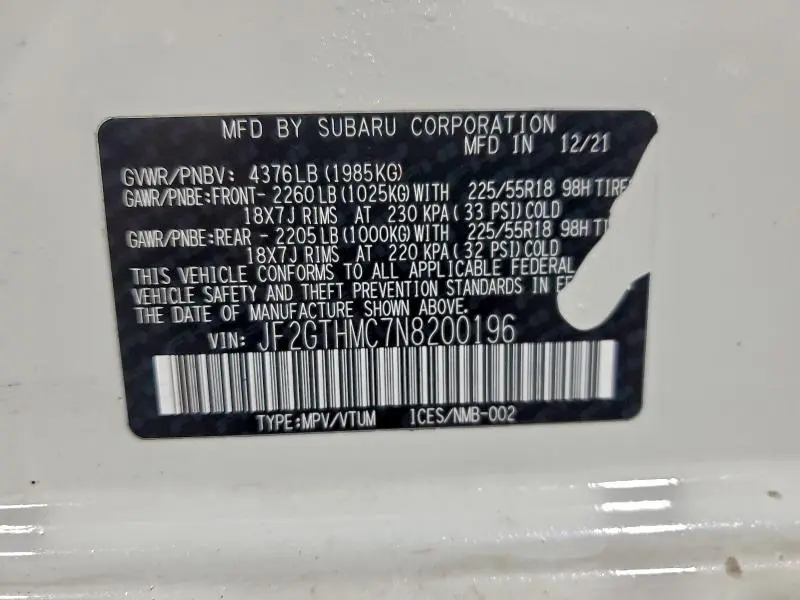 MFD BY SUBARU CORPORATION
MFD IN 12/21
GVWR/PNBV: 4376LB (1985KG)
GAWR/PNBE:FRONT- 2260LB (1025KG) WITH 225/55R18 98H TIRE
18X7J RIMS AT 230 KPA( 33 PSI) COLD
GAWR/PNBE:REAR - 2205LB (1000KG) WITH 225/55R18 98H
18X7J RIMS AT 220 KPA( 32 PSI) COLD
THIS VEHICLE CONFORMS TO ALL APPLICABLE FEDERAL
VEHICLE SAFETY AND THEFT PREVENTION STANDARDS IN
THE DATE OF MANUFACTURE SHOWN ABOVE.
VIN: JF2GTHMC7N8200196
TYPE:MPV/VTUM ICES/NMB-002